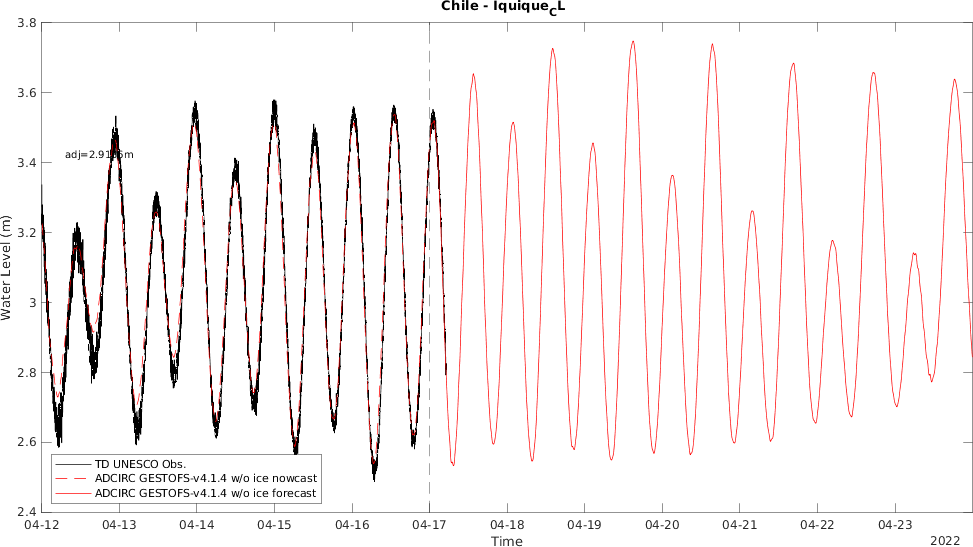 Chile - Iquique_CL
3.8
3.6
3.4
3.2
3
2.8
2.6
2.4
Water Level (m)
TD UNESCO Obs.
ADCIRC GESTOFS-v4.1.4 w/o ice nowcast
ADCIRC GESTOFS-v4.1.4 w/o ice forecast
04-12 04-13 04-14 04-15 04-16 04-17 04-18 04-19 04-20 04-21 04-22 04-23
Time
2022